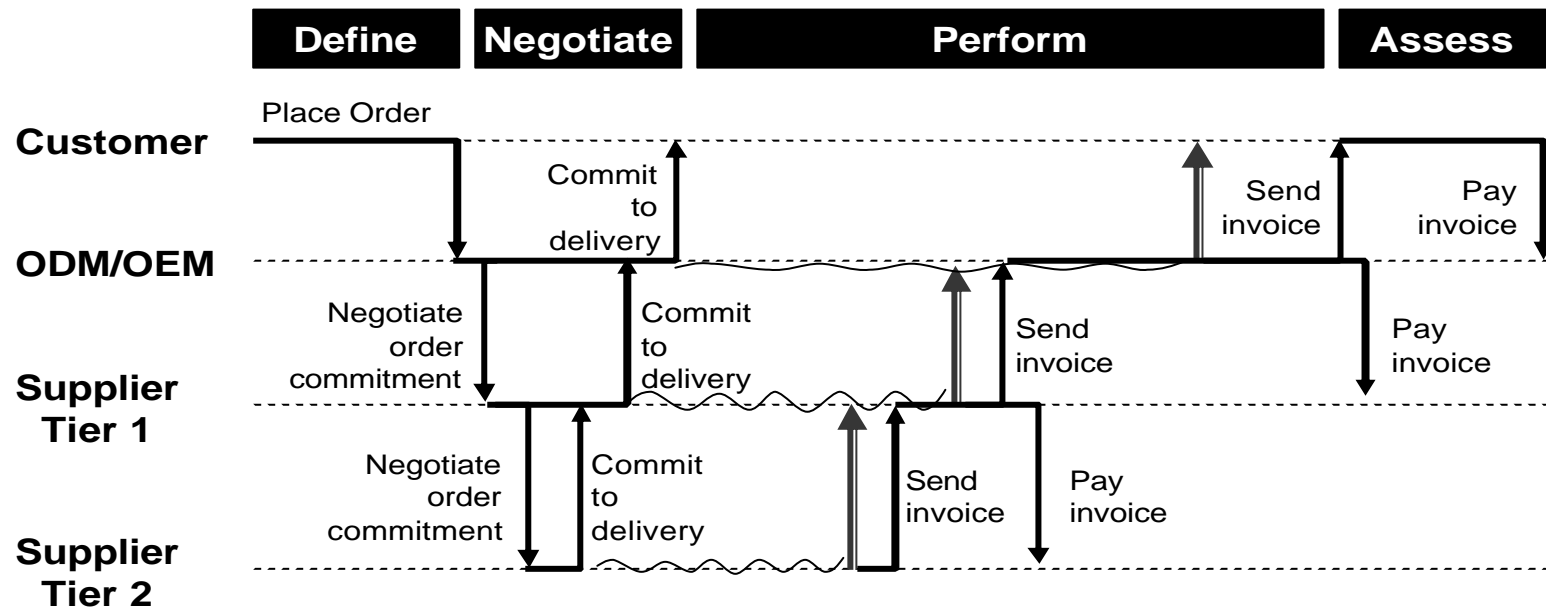 Define Negotiate Perform Assess
Place Order
Customer
Commit
to
delivery
Send
invoice
Pay
invoice
ODM/OEM
Negotiate
order
commitment
Commit
to
delivery
Send
invoice
Pay
invoice
Supplier
Tier 1
Negotiate
order
commitment
Commit
to
delivery
Send
invoice
Pay
invoice
Supplier
Tier 2